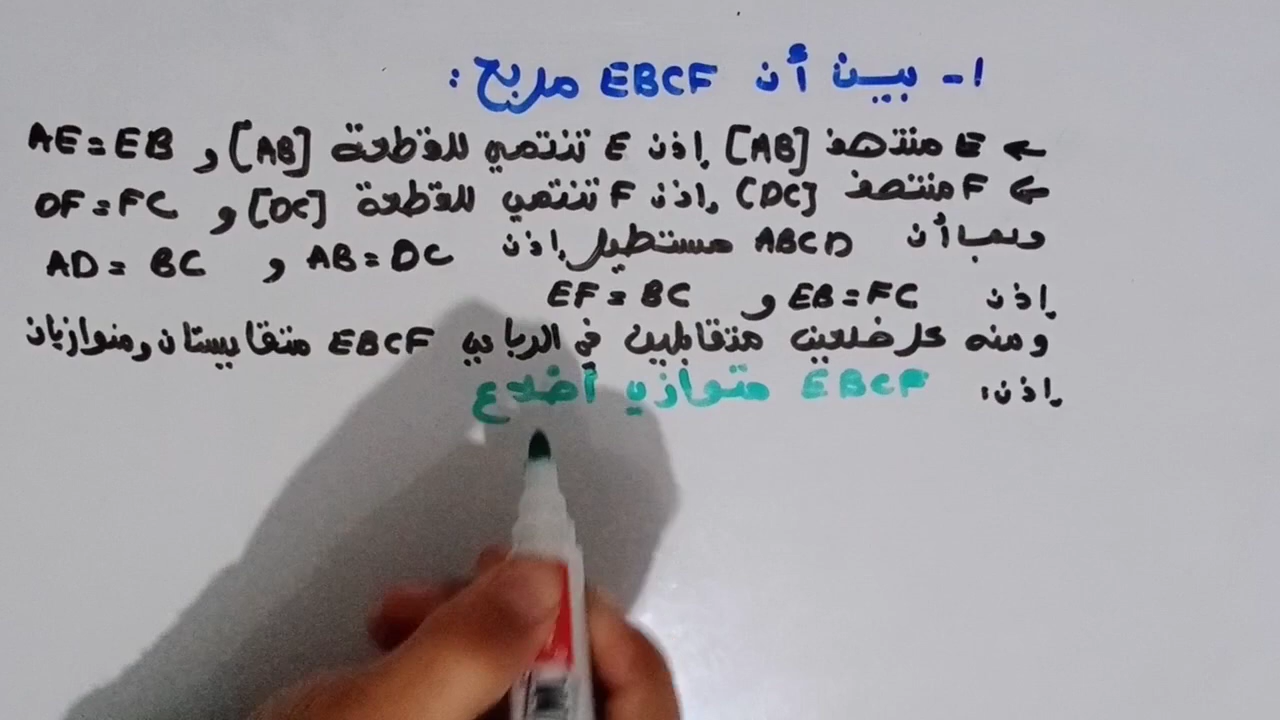 1- بيــن أن EBCF مربع :
← E منتصف [AB] إذن E تنتمي للقطعة [AB] و AE = EB
← F منتصف [DC] إذن F تنتمي للقطعة [DC] و DF = FC
وبما أن ABCD مستطيل إذن AB = DC و AD = BC
إذن EB = FC و EF = BC
ومنه كل ضلعين متقابلين في الرباعي EBCF متقايستان ومتوازيان
إذن: EBCF متوازي أضلاع